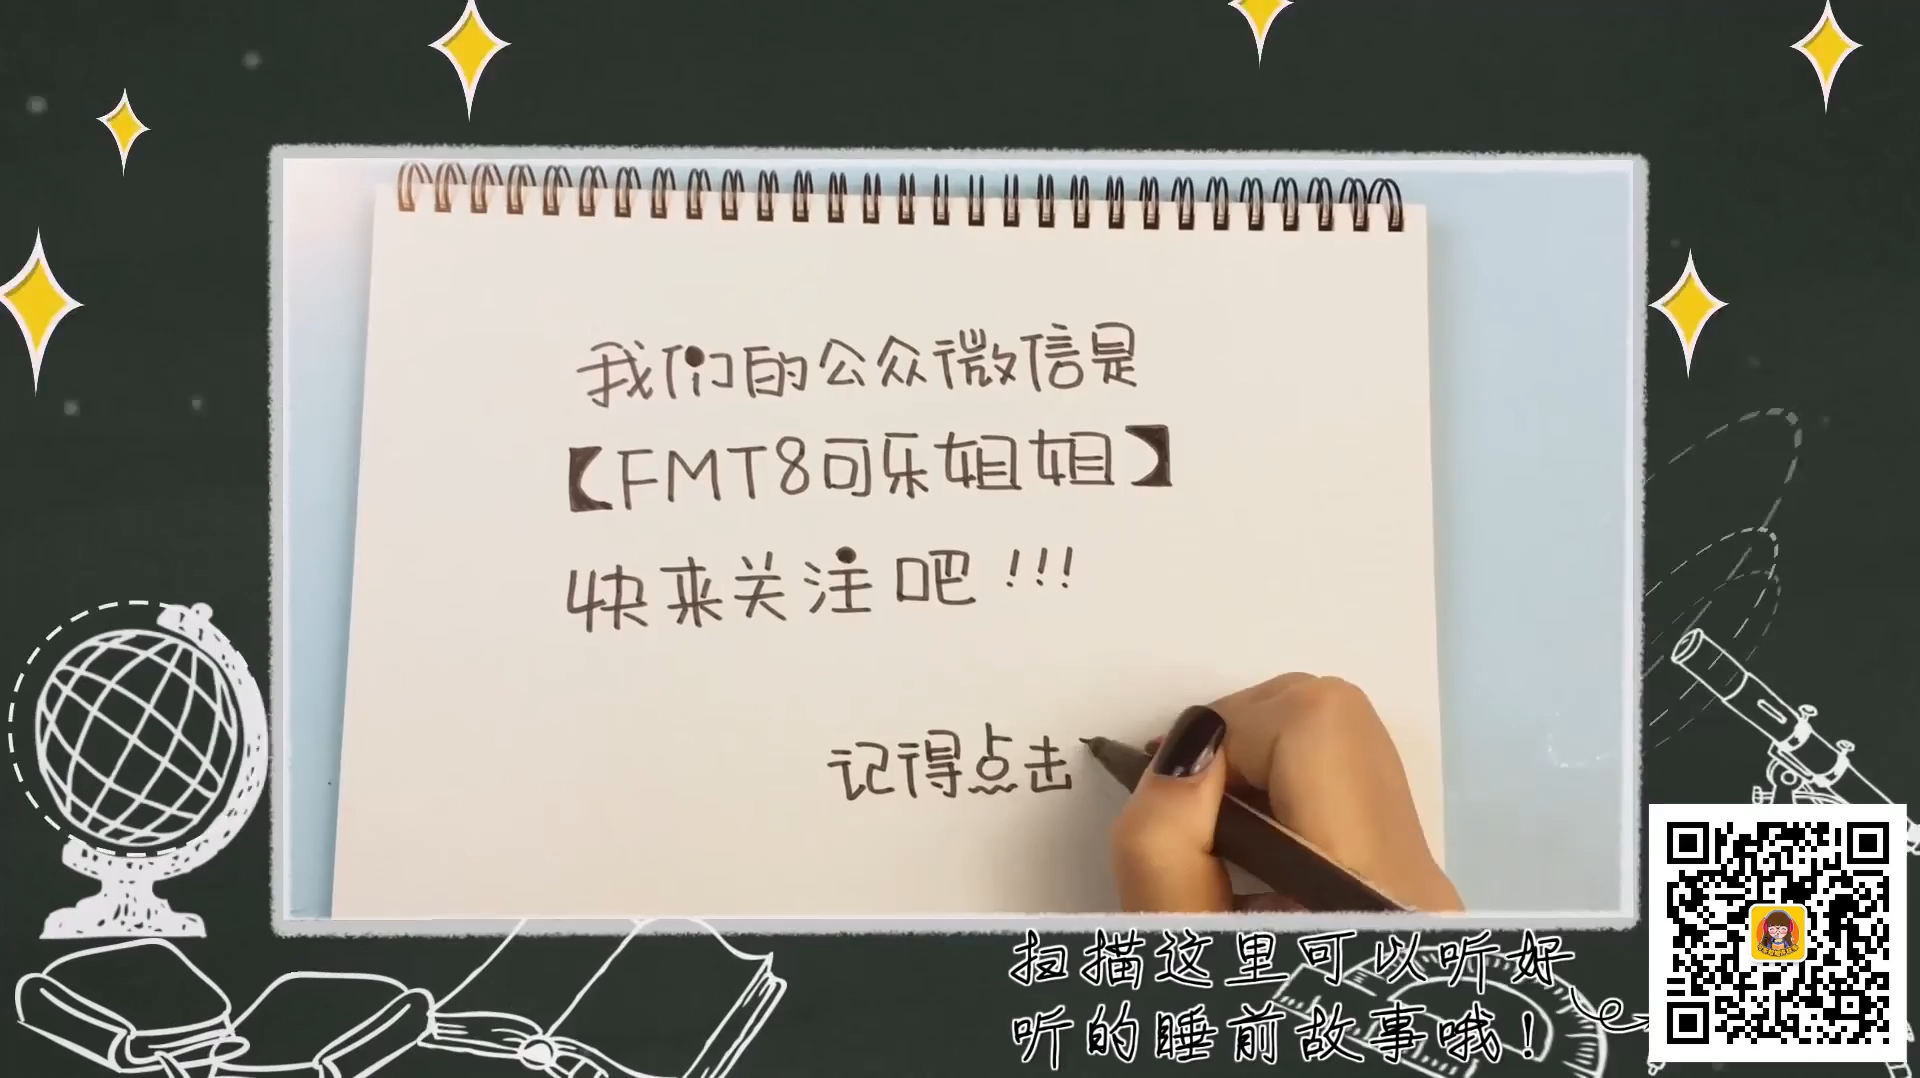 我们的公众微信是
【FMT8可乐姐姐】
快来关注吧!!!
记得点击
扫描这里可以听好
听的睡前故事哦!